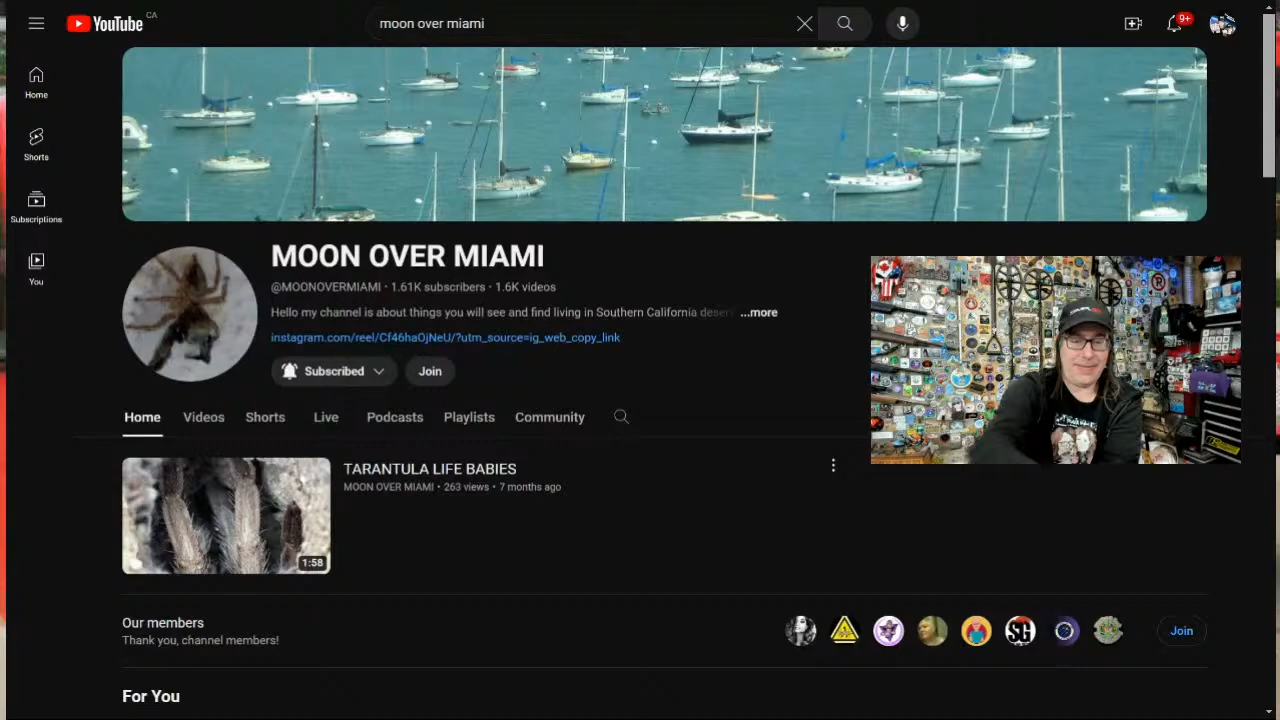 YouTube CA
moon over miami
9+
Home
Shorts
Subscriptions
You
MOON OVER MIAMI
@MOONOVERMIAMI · 1.61K subscribers · 1.6K videos
Hello my channel is about things you will see and find living in Southern California deser ...more
instagram.com/reel/Cf46haOjNeU/?utm_source=ig_web_copy_link
Subscribed
Join
Home
Videos
Shorts
Live
Podcasts
Playlists
Community
TARANTULA LIFE BABIES
MOON OVER MIAMI · 263 views · 7 months ago
1:58
Our members
Thank you, channel members!
SG
Join
For You